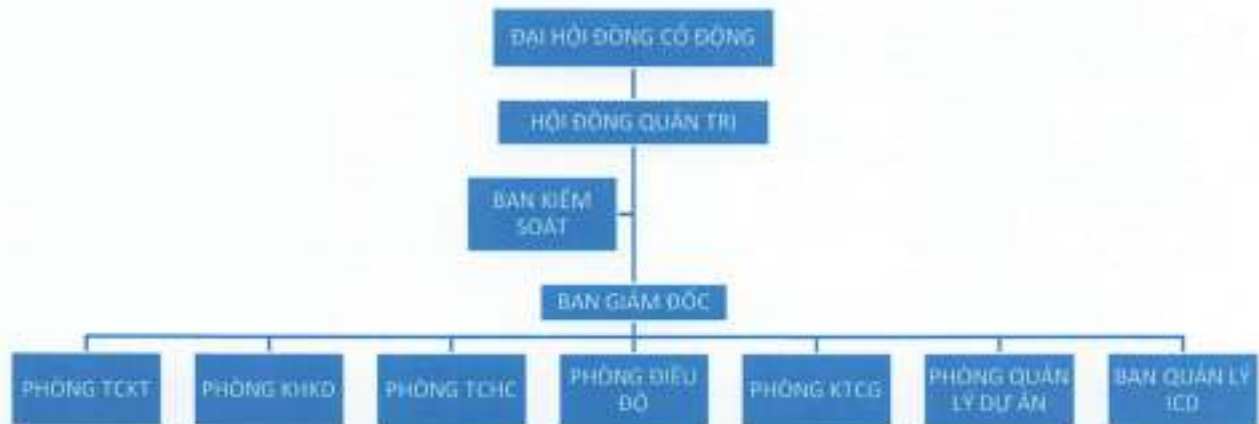 ĐẠI HỘI ĐỒNG CỔ ĐÔNG
HỘI ĐỒNG QUẢN TRỊ
BAN KIỂM
SOÁT
BAN GIÁM ĐỐC
PHÒNG TCKT
PHÒNG KHKD
PHÒNG TCHC
PHÒNG ĐIỀU
ĐỘ
PHÒNG KTCG
PHÒNG QUẢN
LÝ DỰ ÁN
BAN QUẢN LÝ
ICD